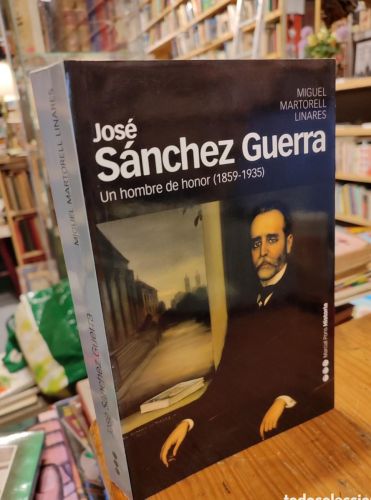 MIGUEL
MARTORELL
LINARES
José
Sánchez Guerra
Un hombre de honor (1859-1935)
Marcial Pons Historia
MIGUEL MARTORELL LINARES
José Sánchez Guerra
todocoleccion